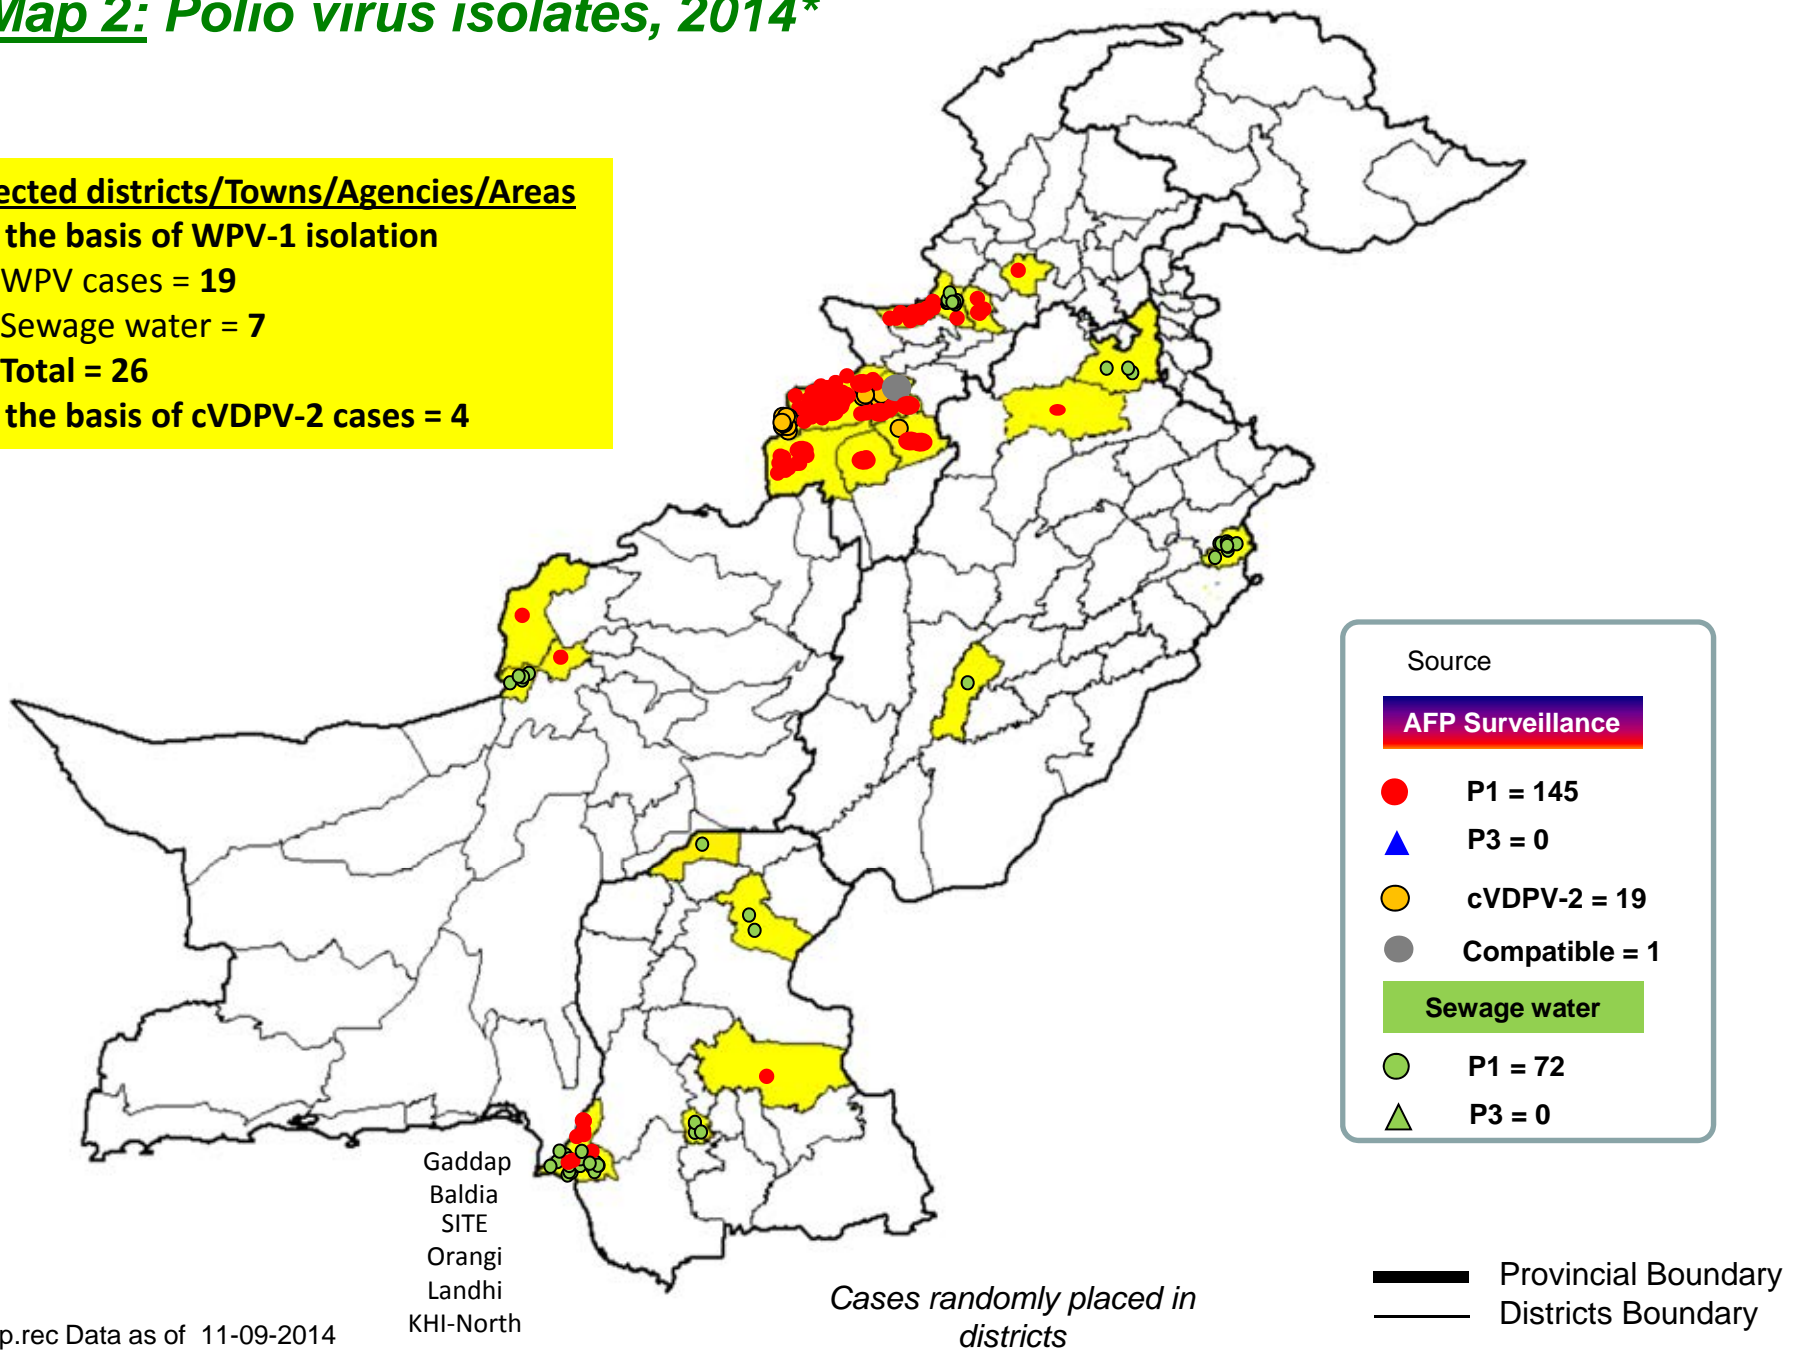 Map 2: Polio virus isolates, 2014*
ected districts/Towns/Agencies/Areas
the basis of WPV-1 isolation
WPV cases = 19
Sewage water = 7
Total = 26
the basis of cVDPV-2 cases = 4
Source
AFP Surveillance
P1 = 145
P3 = 0
cVDPV-2 = 19
Compatible = 1
Sewage water
P1 = 72
P3 = 0
Gaddap
Baldia
SITE
Orangi
Landhi
KHI-North
Cases randomly placed in
districts
Provincial Boundary
Districts Boundary
p.rec Data as of 11-09-2014